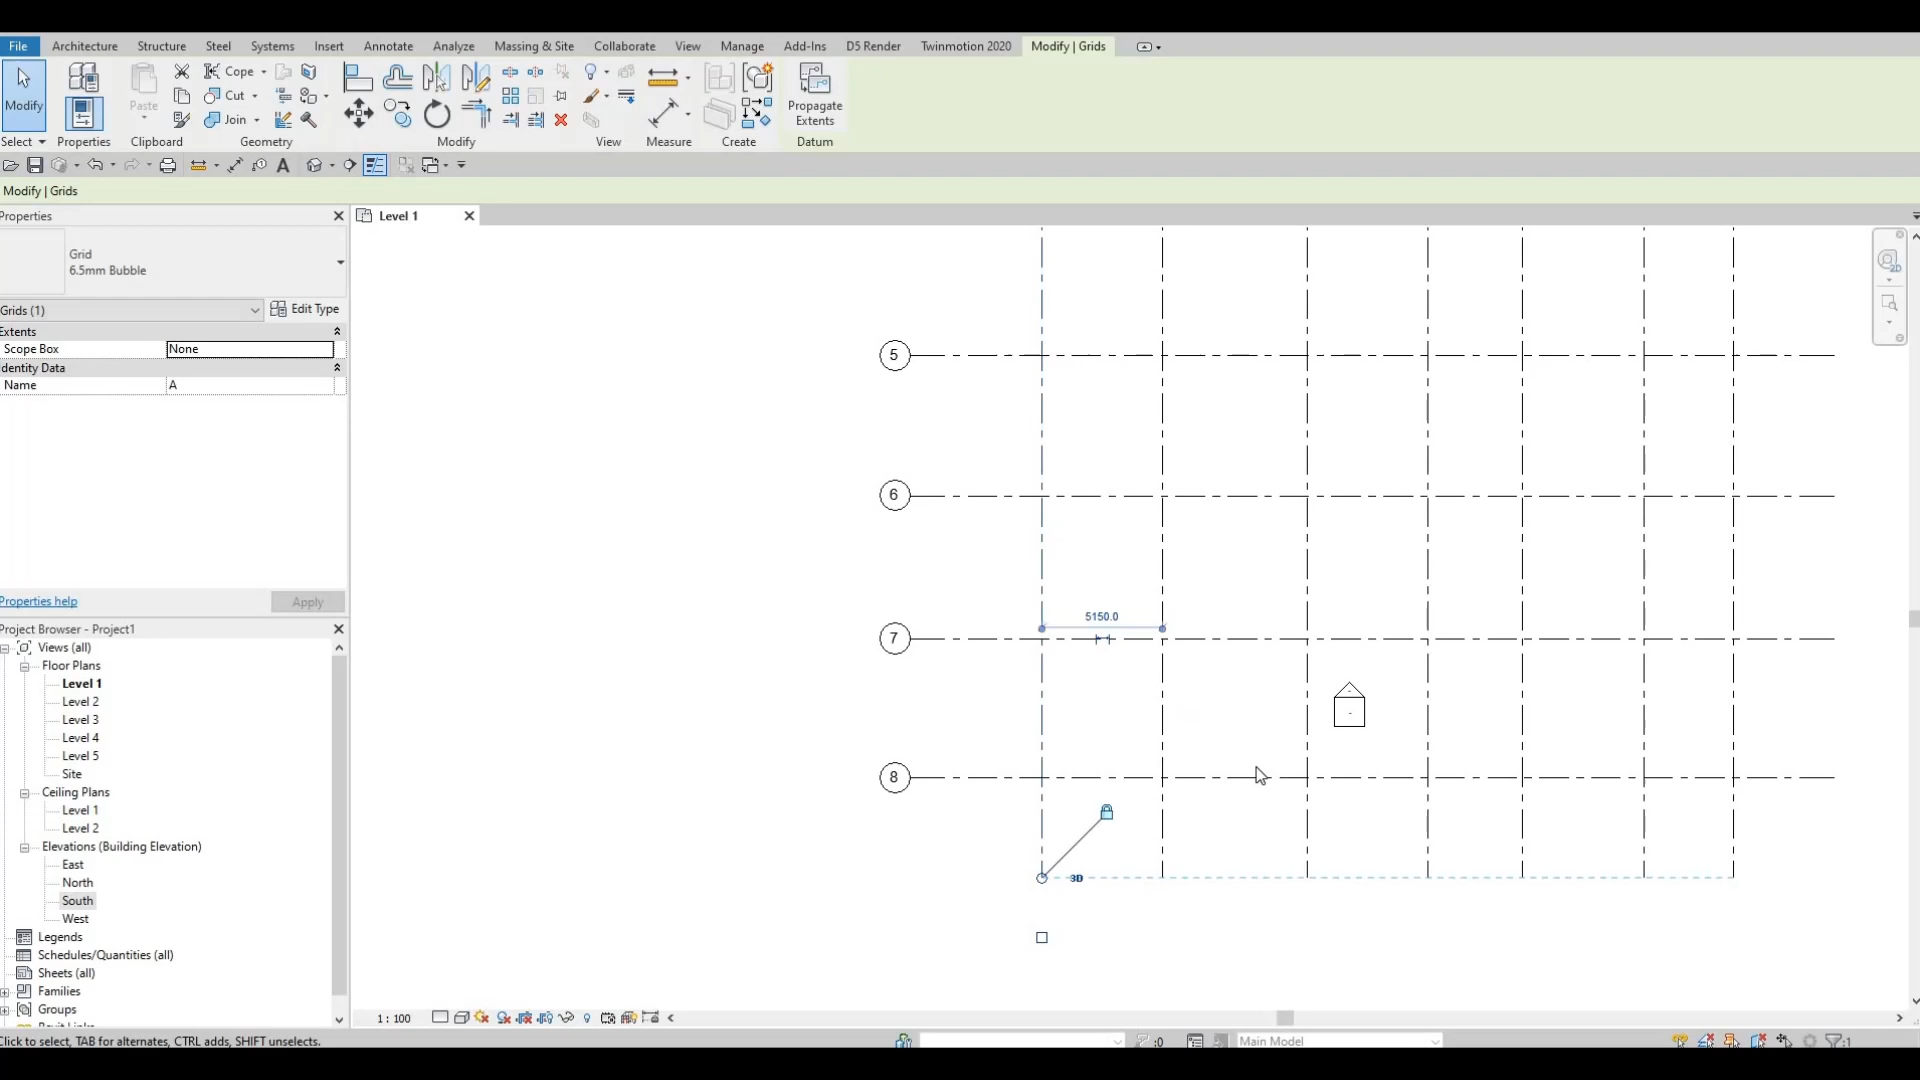 File Architecture Structure Steel Systems Insert Annotate Analyze Massing & Site Collaborate View Manage Add-Ins D5 Render Twinmotion 2020 Modify | Grids
Modify Paste Cope Cut Join Propagate Extents
Select Properties Clipboard Geometry Modify View Measure Create Datum
Modify | Grids
Properties
Level 1
2D
Grid
6.5mm Bubble
Grids (1) Edit Type
Extents
Scope Box None
Identity Data
Name A
5
6
5150.0
7
8
3D
Properties help Apply
Project Browser - Project1
Views (all)
Floor Plans
Level 1
Level 2
Level 3
Level 4
Level 5
Site
Ceiling Plans
Level 1
Level 2
Elevations (Building Elevation)
East
North
South
West
Legends
Schedules/Quantities (all)
Sheets (all)
Families
Groups
1 : 100
Click to select, TAB for alternates, CTRL adds, SHIFT unselects. :0 Main Model :1